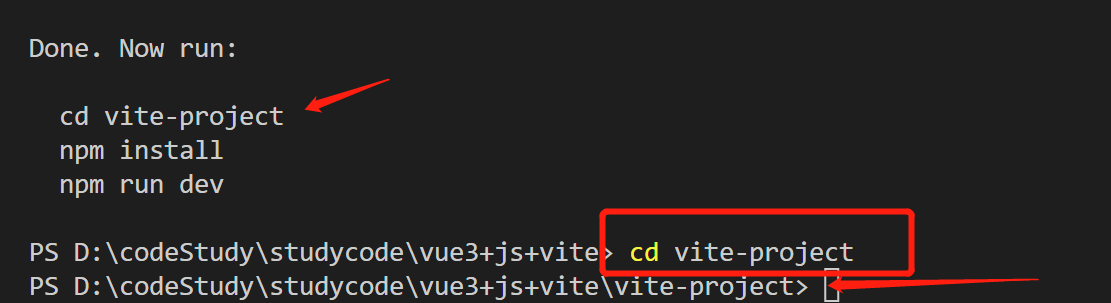 Done. Now run:
cd vite-project
npm install
npm run dev
PS D:\codeStudy\studycode\vue3+js+vite> cd vite-project
PS D:\codeStudy\studycode\vue3+js+vite\vite-project>